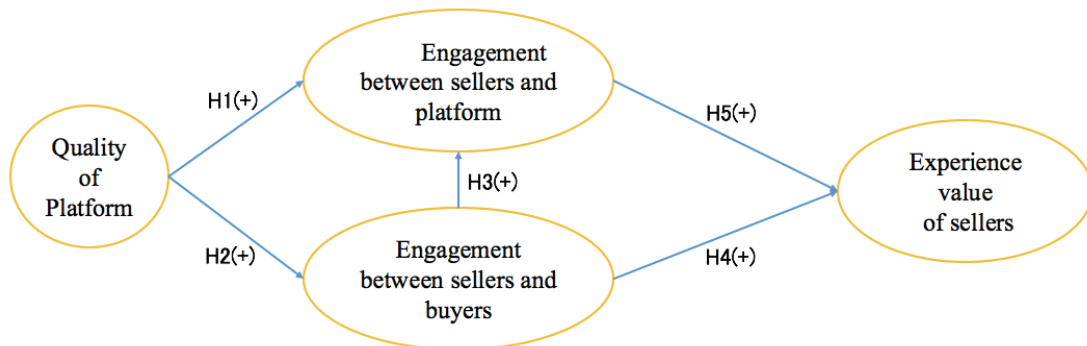 Engagement
between sellers and
platform
H1(+)
H5(+)
Quality
of
Platform
H3(+)
Experience
value
of sellers
H2(+)
Engagement
between sellers and
buyers
H4(+)